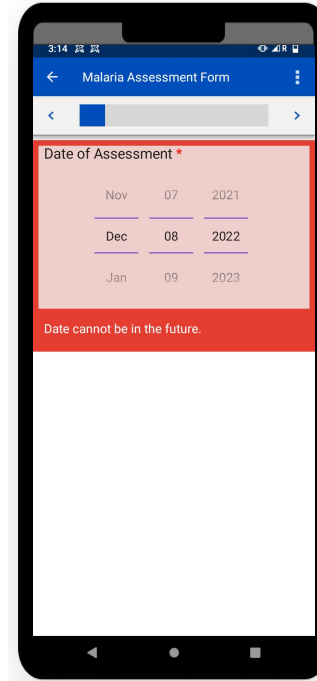 3:14 R
Malaria Assessment Form
Date of Assessment *
Nov 07 2021
Dec 08 2022
Jan 09 2023
Date cannot be in the future.